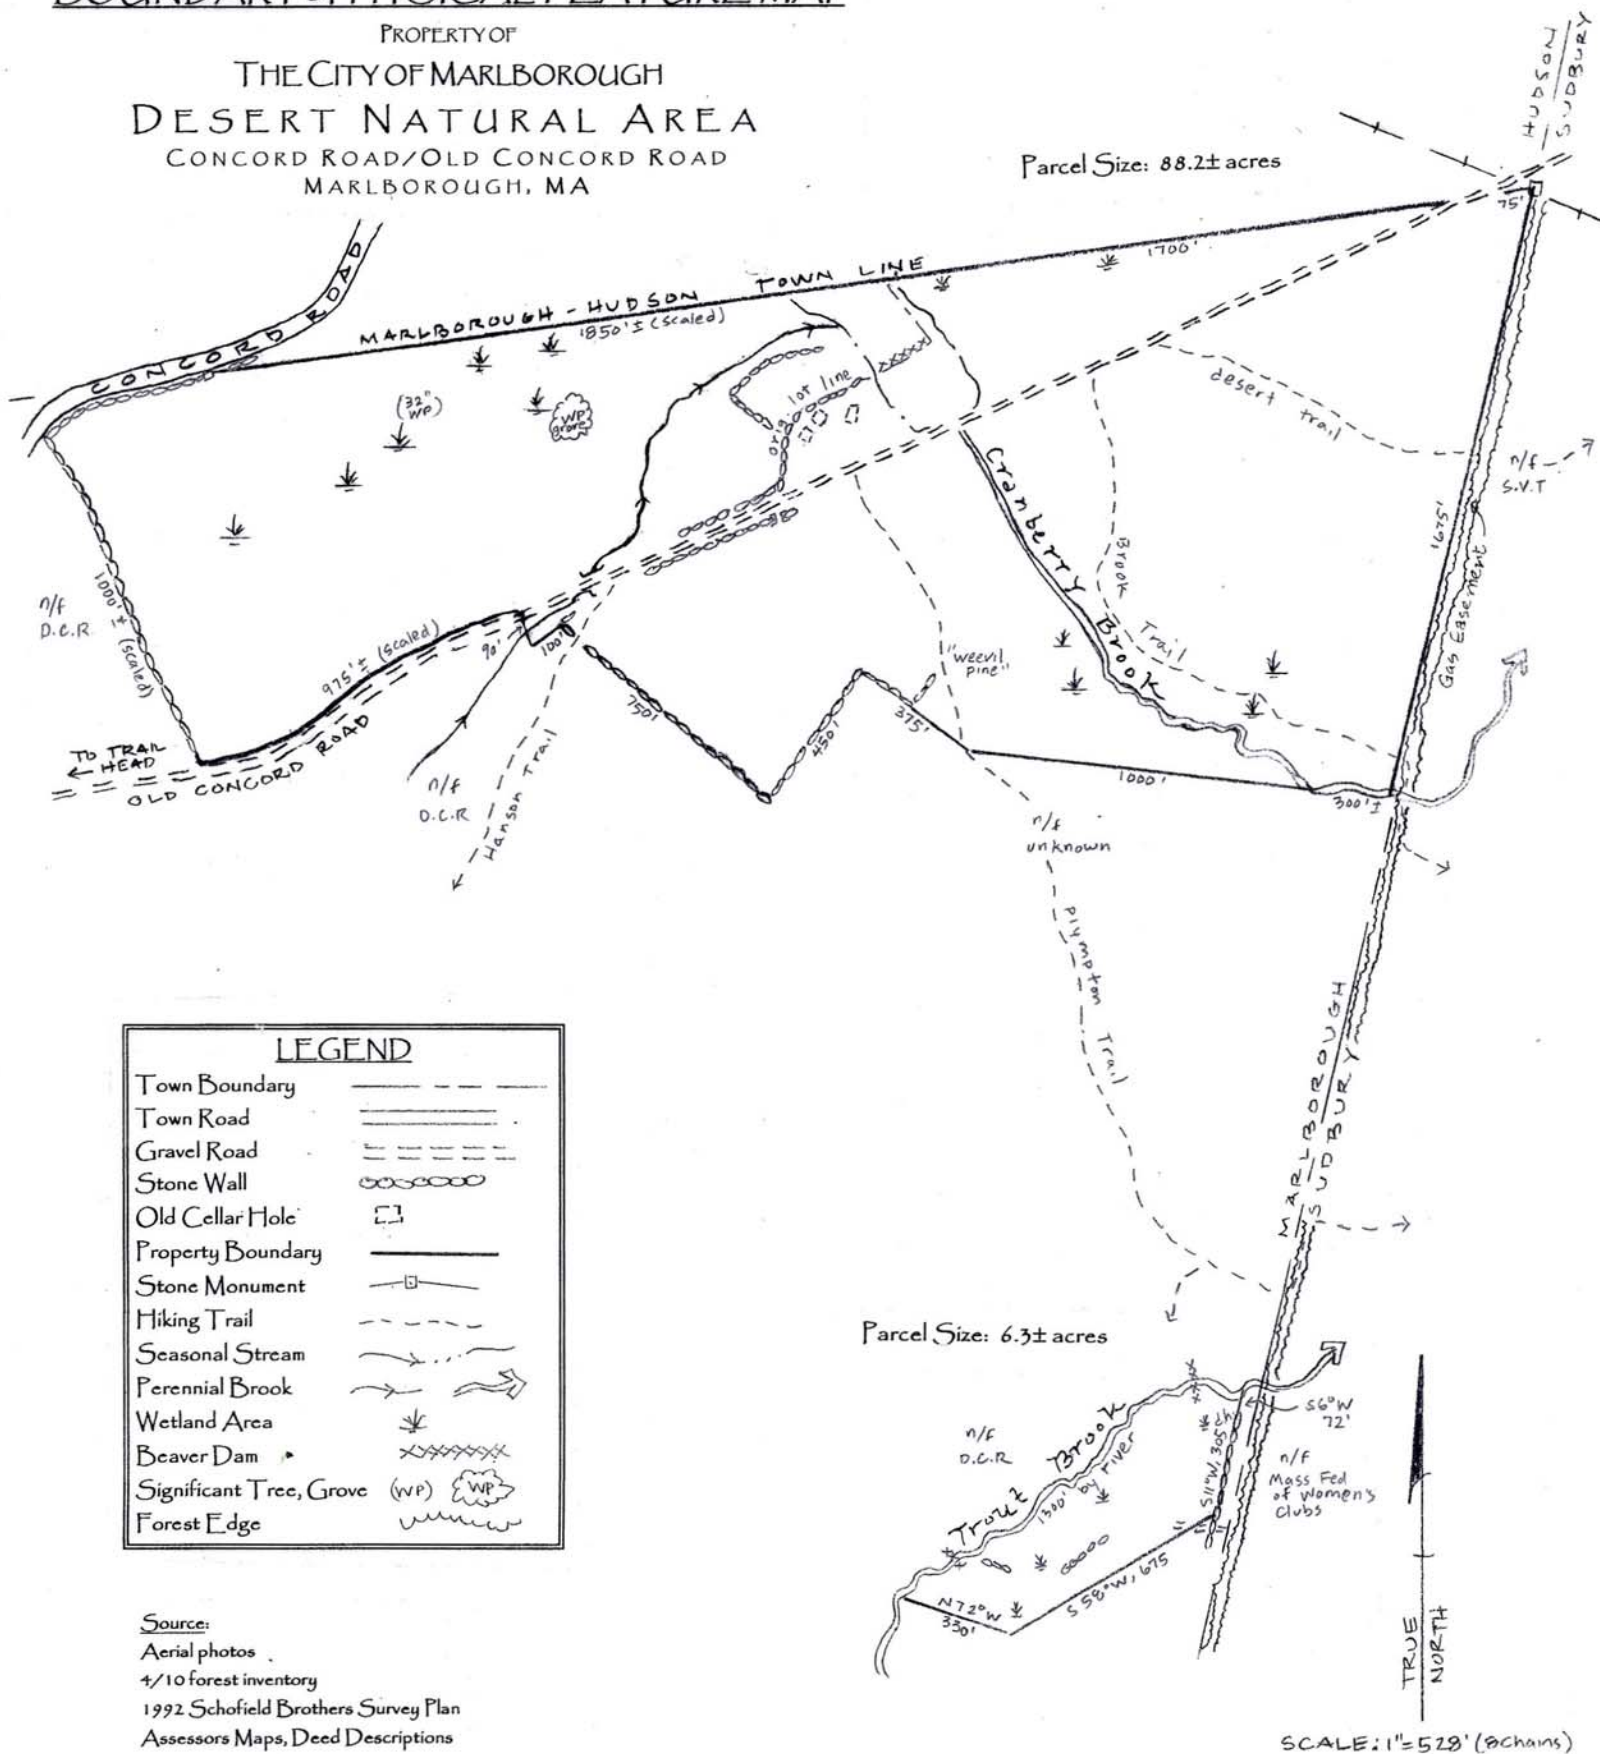 BOUNDARY-PHYSICAL FEATURE MAP
PROPERTY OF
THE CITY OF MARLBOROUGH
DESERT NATURAL AREA
CONCORD ROAD/OLD CONCORD ROAD
MARLBOROUGH, MA
HUDSON
SUDBURY
Parcel Size: 88.2± acres
75'
1700'
CONCORD ROAD
MARLBOROUGH - HUDSON TOWN LINE
1850'± (scaled)
desert trail
orig. lot line
(32"
WP)
WP
grove
n/f
S.V.T
1675'
Gas Easement
Cranberry Brook
Brook Trail
"weevil
pine"
n/f
D.C.R.
1000'± (scaled)
975'± (scaled)
90'
100'
750'
450'
375'
1000'
300'±
TO TRAIL
HEAD
OLD CONCORD ROAD
n/f
D.C.R
Hanson Trail
n/f
unknown
Plympton Trail
MARLBOROUGH
SUDBURY
LEGEND
Town Boundary
Town Road
Gravel Road
Stone Wall
Old Cellar Hole
Property Boundary
Stone Monument
Hiking Trail
Seasonal Stream
Perennial Brook
Wetland Area
Beaver Dam
Significant Tree, Grove (WP) WP
Forest Edge
Parcel Size: 6.3± acres
n/f
D.C.R
Trout Brook
1300' by river
S11°W, 305'
S6°W
72'
n/f
Mass Fed
of Women's
Clubs
N72°W
330'
S58°W, 675
TRUE
NORTH
Source:
Aerial photos
4/10 forest inventory
1992 Schofield Brothers Survey Plan
Assessors Maps, Deed Descriptions
SCALE: 1"=528' (8chains)